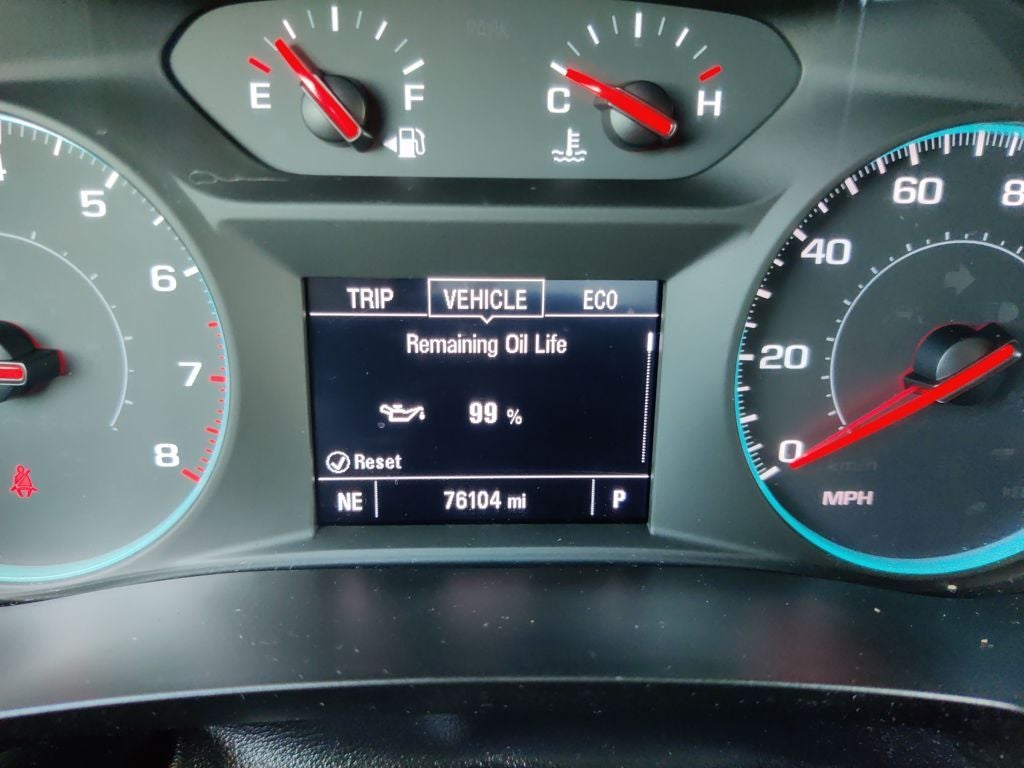 PARK
E F
C H
5
6
7
8
TRIP VEHICLE ECO
Remaining Oil Life
99 %
Reset
NE 76104 mi P
60
40
20
0
km/h
MPH